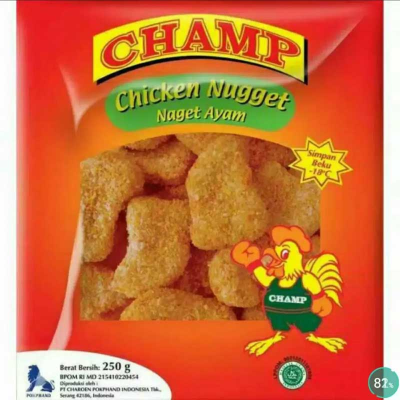 CHAMP
Chicken Nugget
Naget Ayam
Simpan
Beku
-18°C
CHAMP
Berat Bersih: 250 g
BPOM RI MD 215410220454
Diproduksi oleh :
PT CHAROEN POKPHAND INDONESIA Tbk.,
Serang 42186, Indonesia
POKPHAND
HALAL
82%